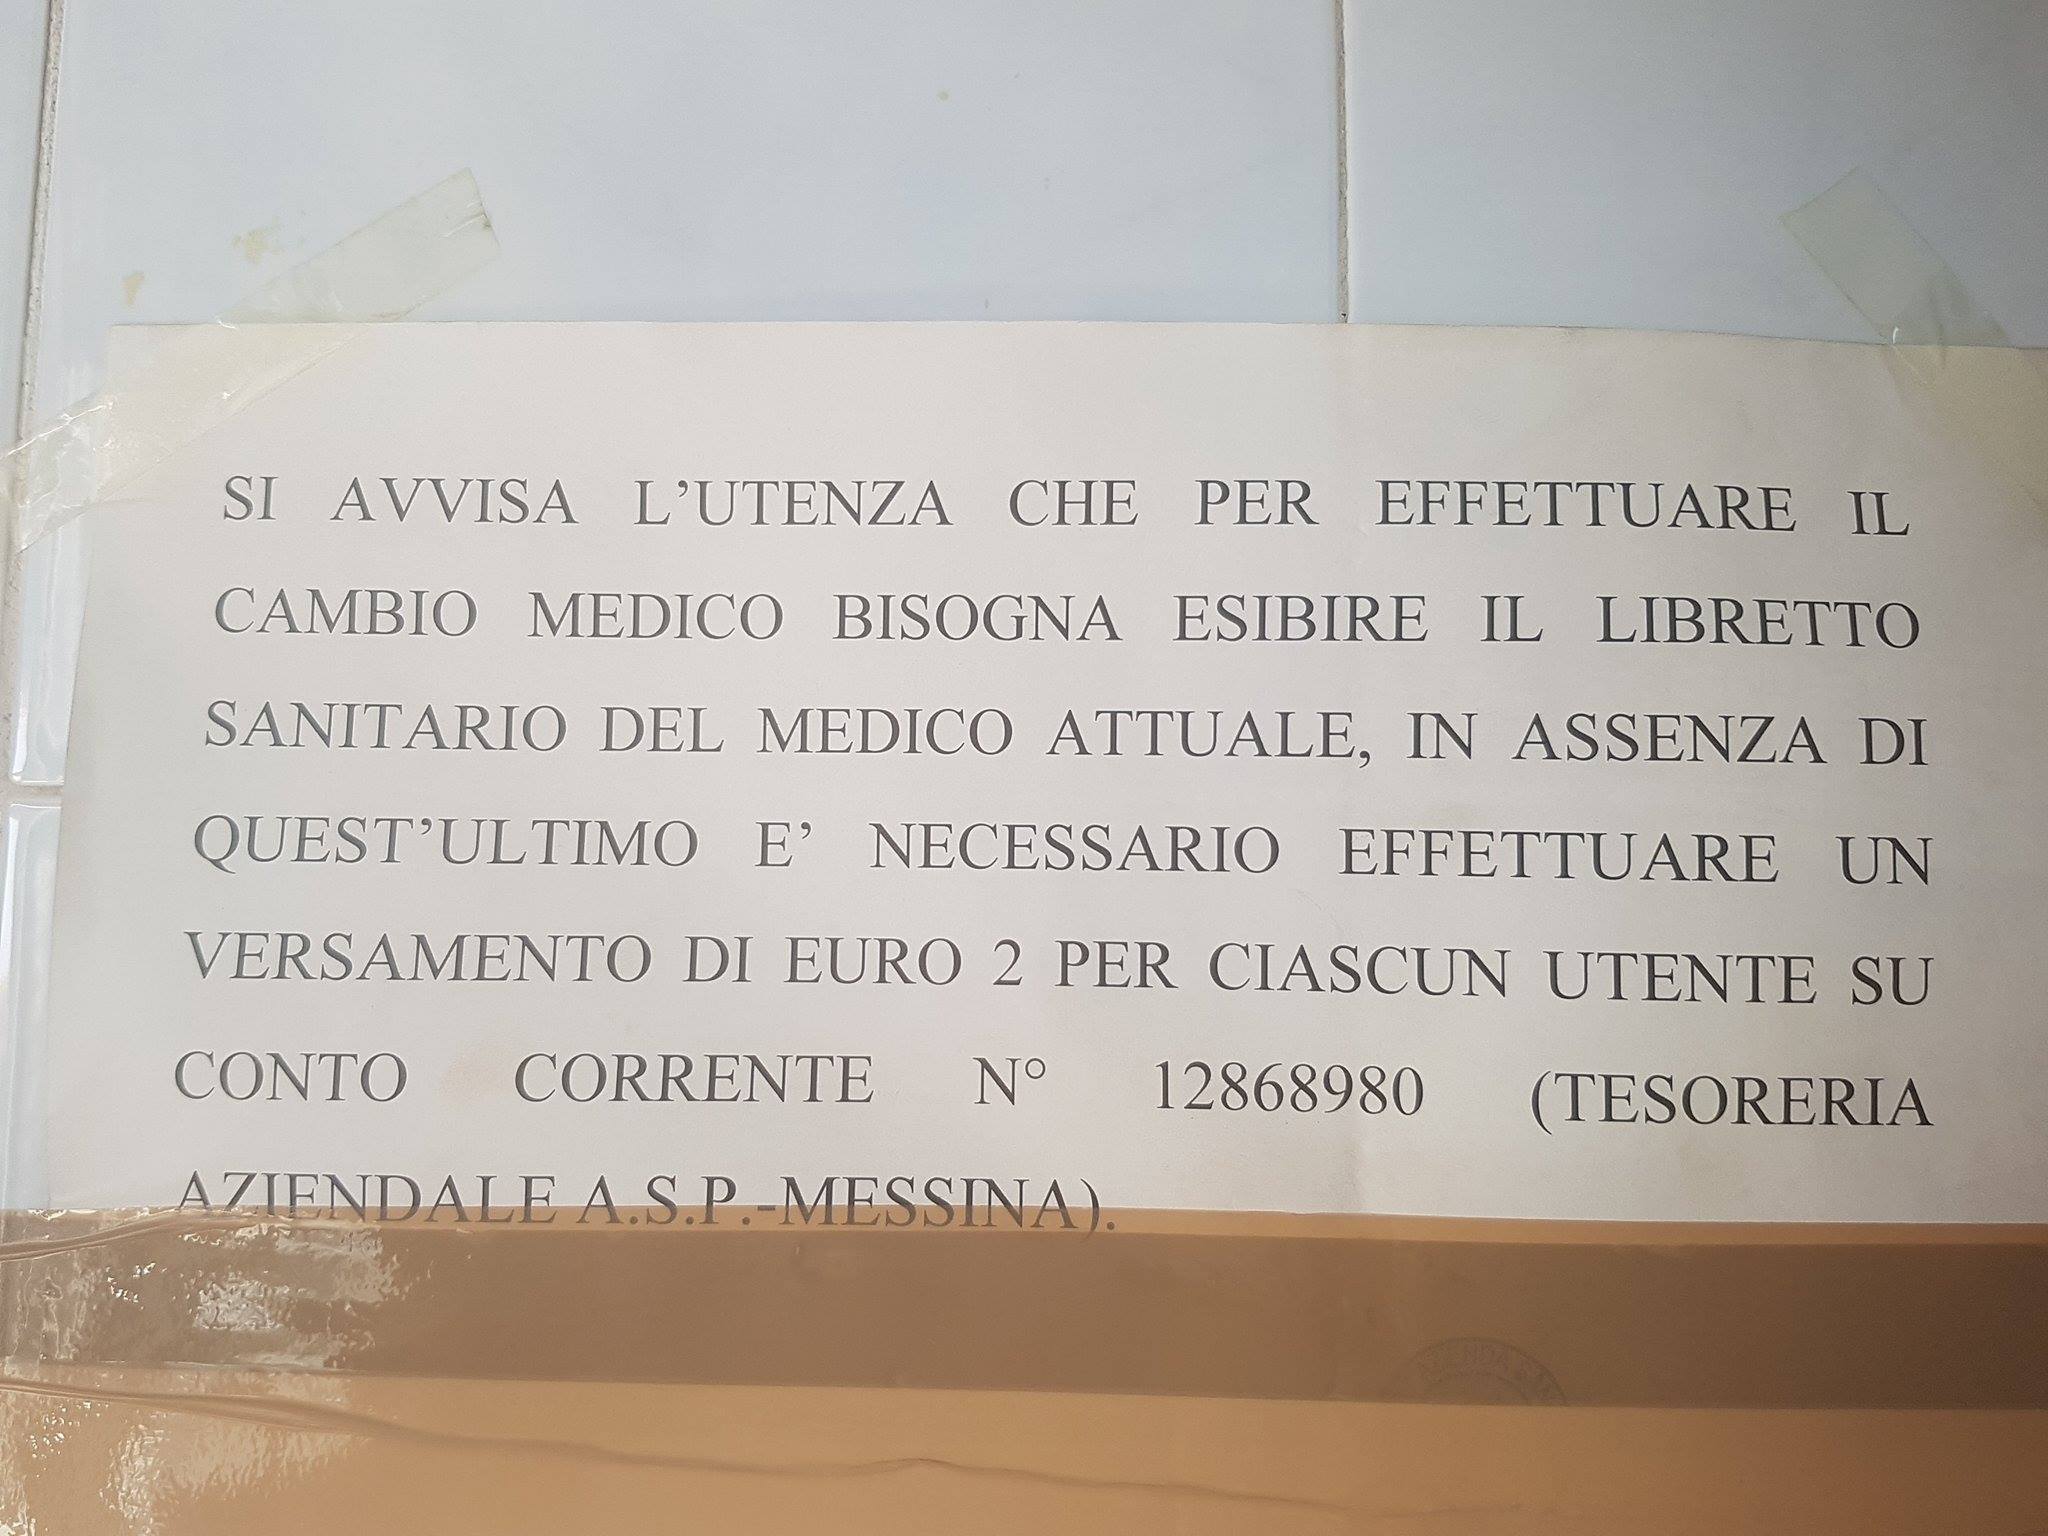 SI AVVISA L'UTENZA CHE PER EFFETTUARE IL
CAMBIO MEDICO BISOGNA ESIBIRE IL LIBRETTO
SANITARIO DEL MEDICO ATTUALE, IN ASSENZA DI
QUEST'ULTIMO E' NECESSARIO EFFETTUARE UN
VERSAMENTO DI EURO 2 PER CIASCUN UTENTE SU
CONTO CORRENTE N° 12868980 (TESORERIA
AZIENDALE A.S.P.-MESSINA).